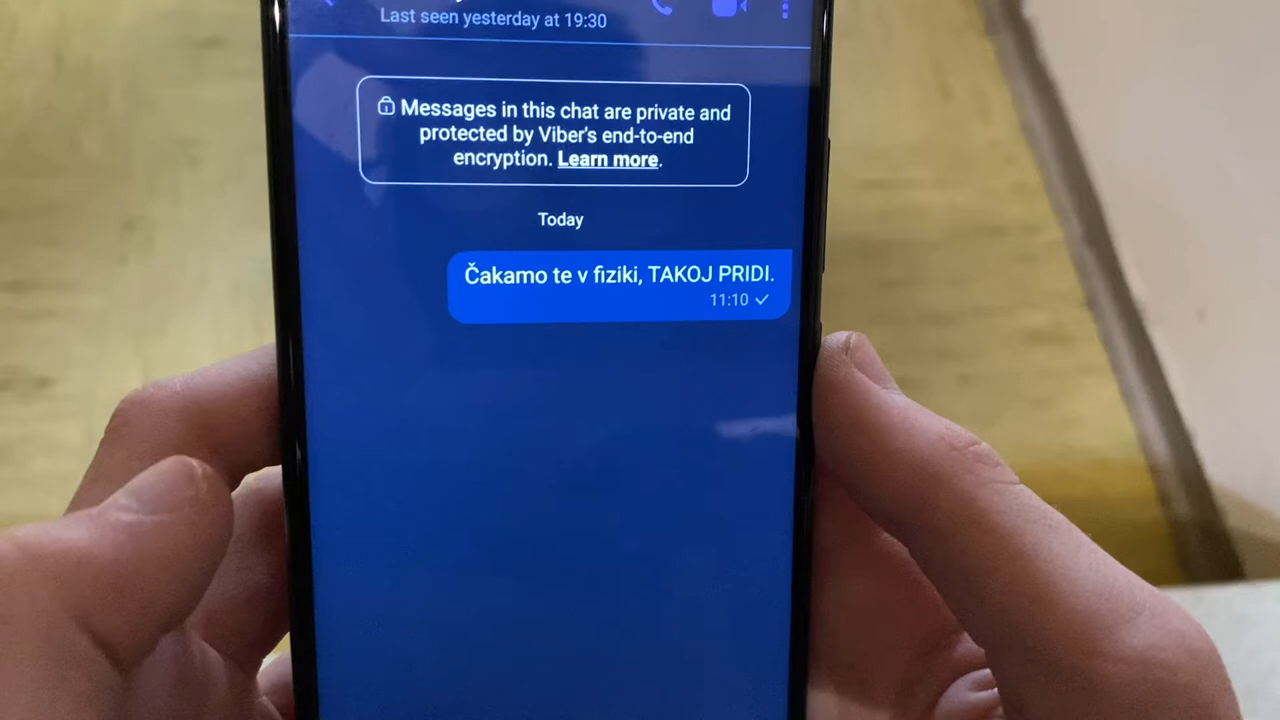 Last seen yesterday at 19:30
Messages in this chat are private and
protected by Viber's end-to-end
encryption. Learn more.
Today
Čakamo te v fiziki, TAKOJ PRIDI.
11:10